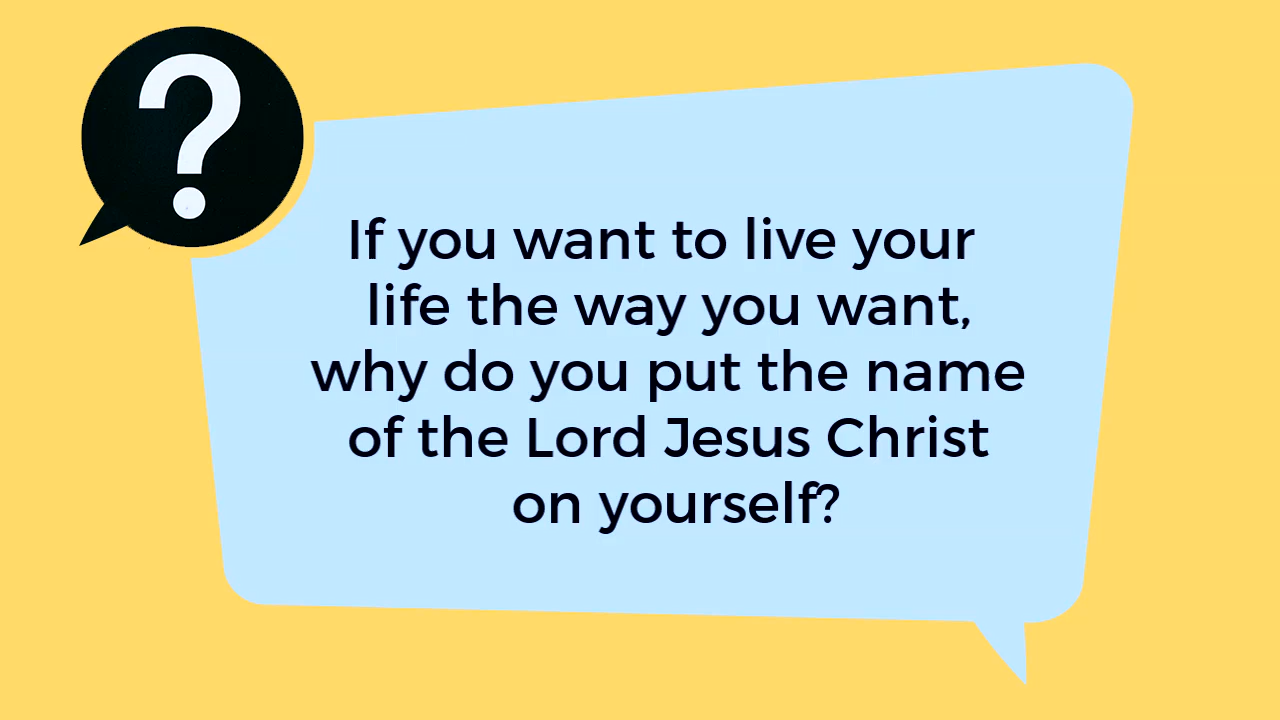 ?
If you want to live your
life the way you want,
why do you put the name
of the Lord Jesus Christ
on yourself?